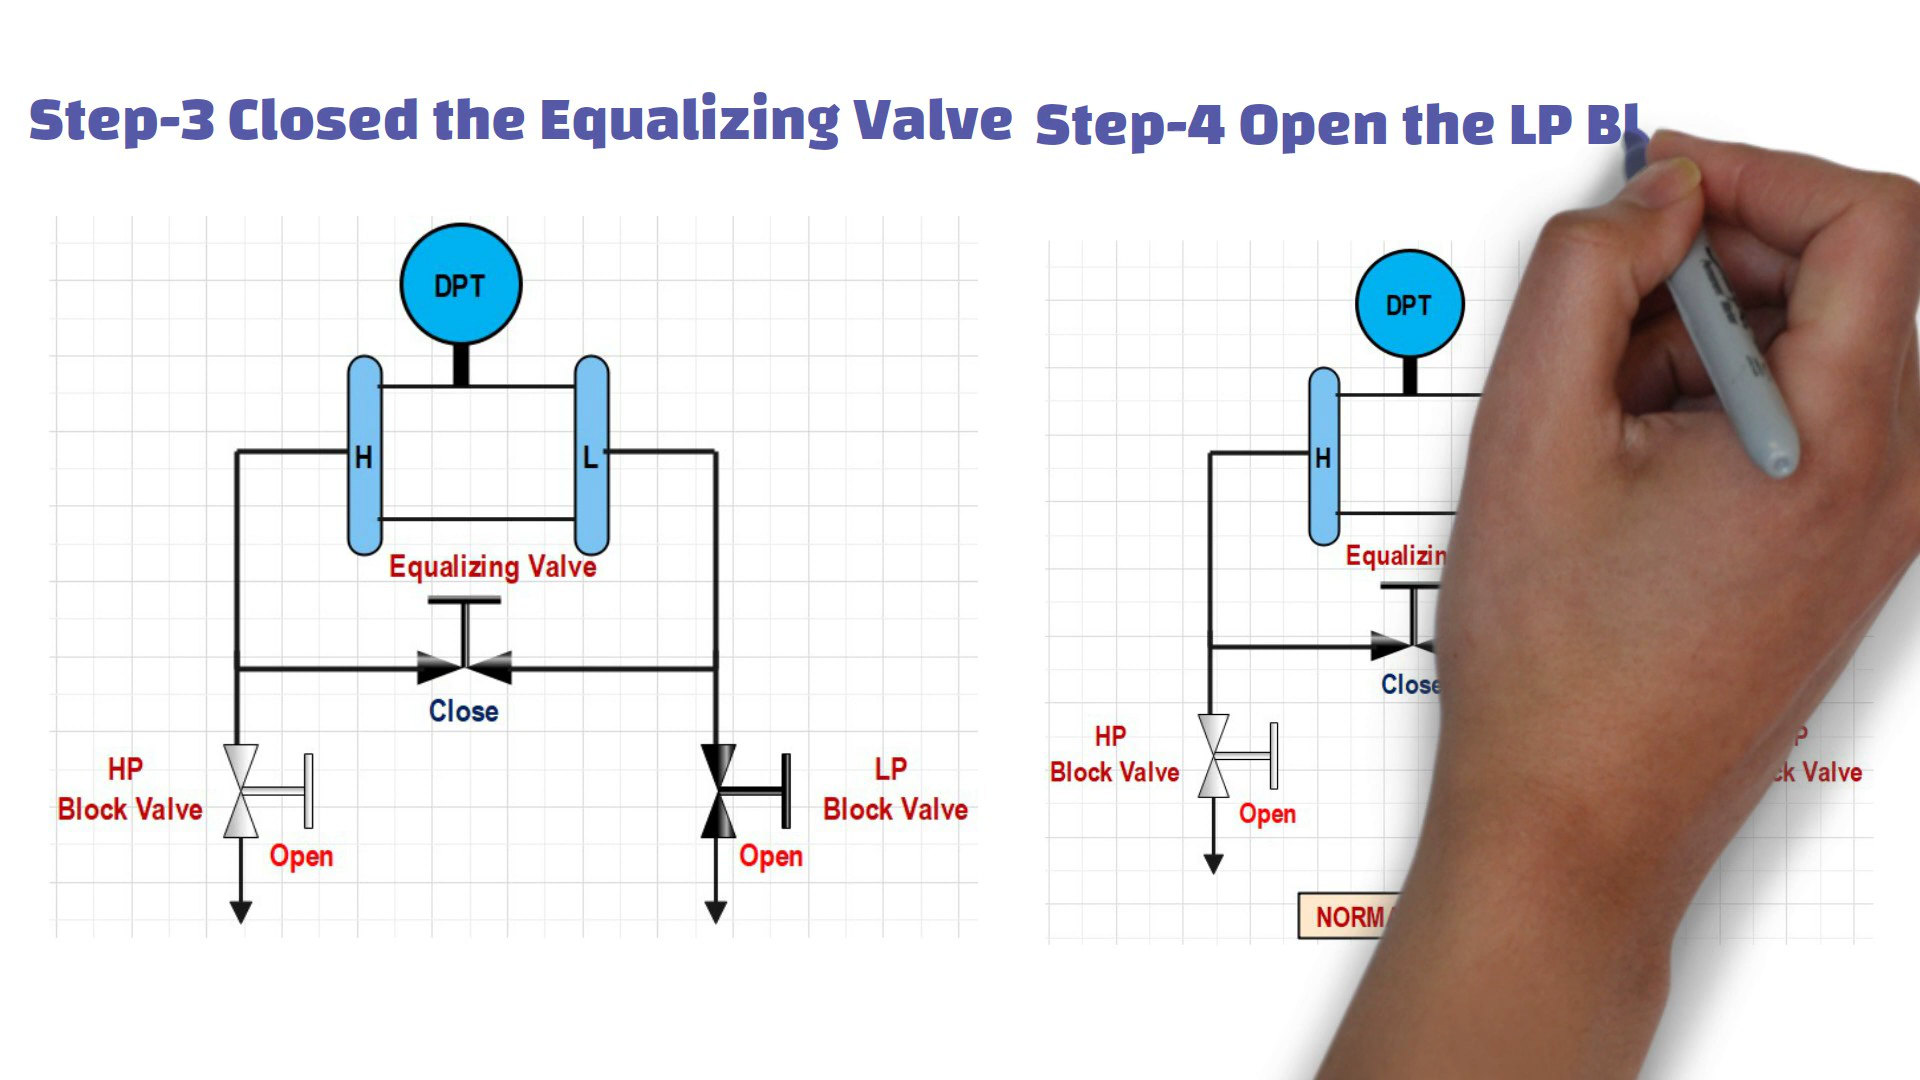 Step-3 Closed the Equalizing Valve
Step-4 Open the LP Bl
DPT
H
L
Equalizing Valve
Close
HP
Block Valve
Open
LP
Block Valve
Open
DPT
H
Equalizin
Close
HP
Block Valve
Open
P
ck Valve
NORMA